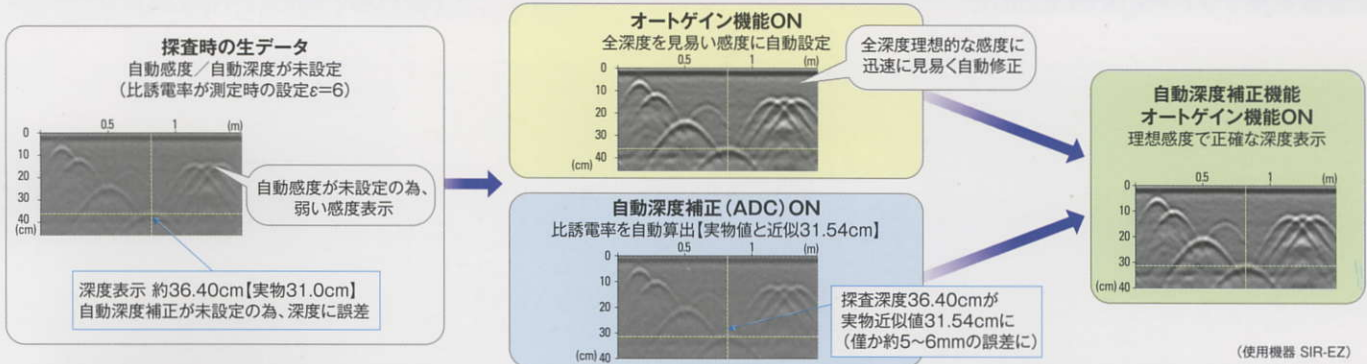 探査時の生データ
自動感度／自動深度が未設定
(比誘電率が測定時の設定ε=6)
0.5 1 (m)
0
10
20
30
40
(cm)
自動感度が未設定の為、
弱い感度表示
深度表示 約36.40cm【実物31.0cm】
自動深度補正が未設定の為、深度に誤差
オートゲイン機能ON
全深度を見易い感度に自動設定
0.5 1 (m)
0
10
20
30
(cm) 40
全深度理想的な感度に
迅速に見易く自動修正
自動深度補正(ADC)ON
比誘電率を自動算出【実物値と近似31.54cm】
0.5 1 (m)
0
10
20
30
(cm) 40
探査深度36.40cmが
実物近似値31.54cmに
(僅か約5~6mmの誤差に)
自動深度補正機能
オートゲイン機能ON
理想感度で正確な深度表示
0.5 1 (m)
0
10
20
30
(cm) 40
(使用機器 SIR-EZ)